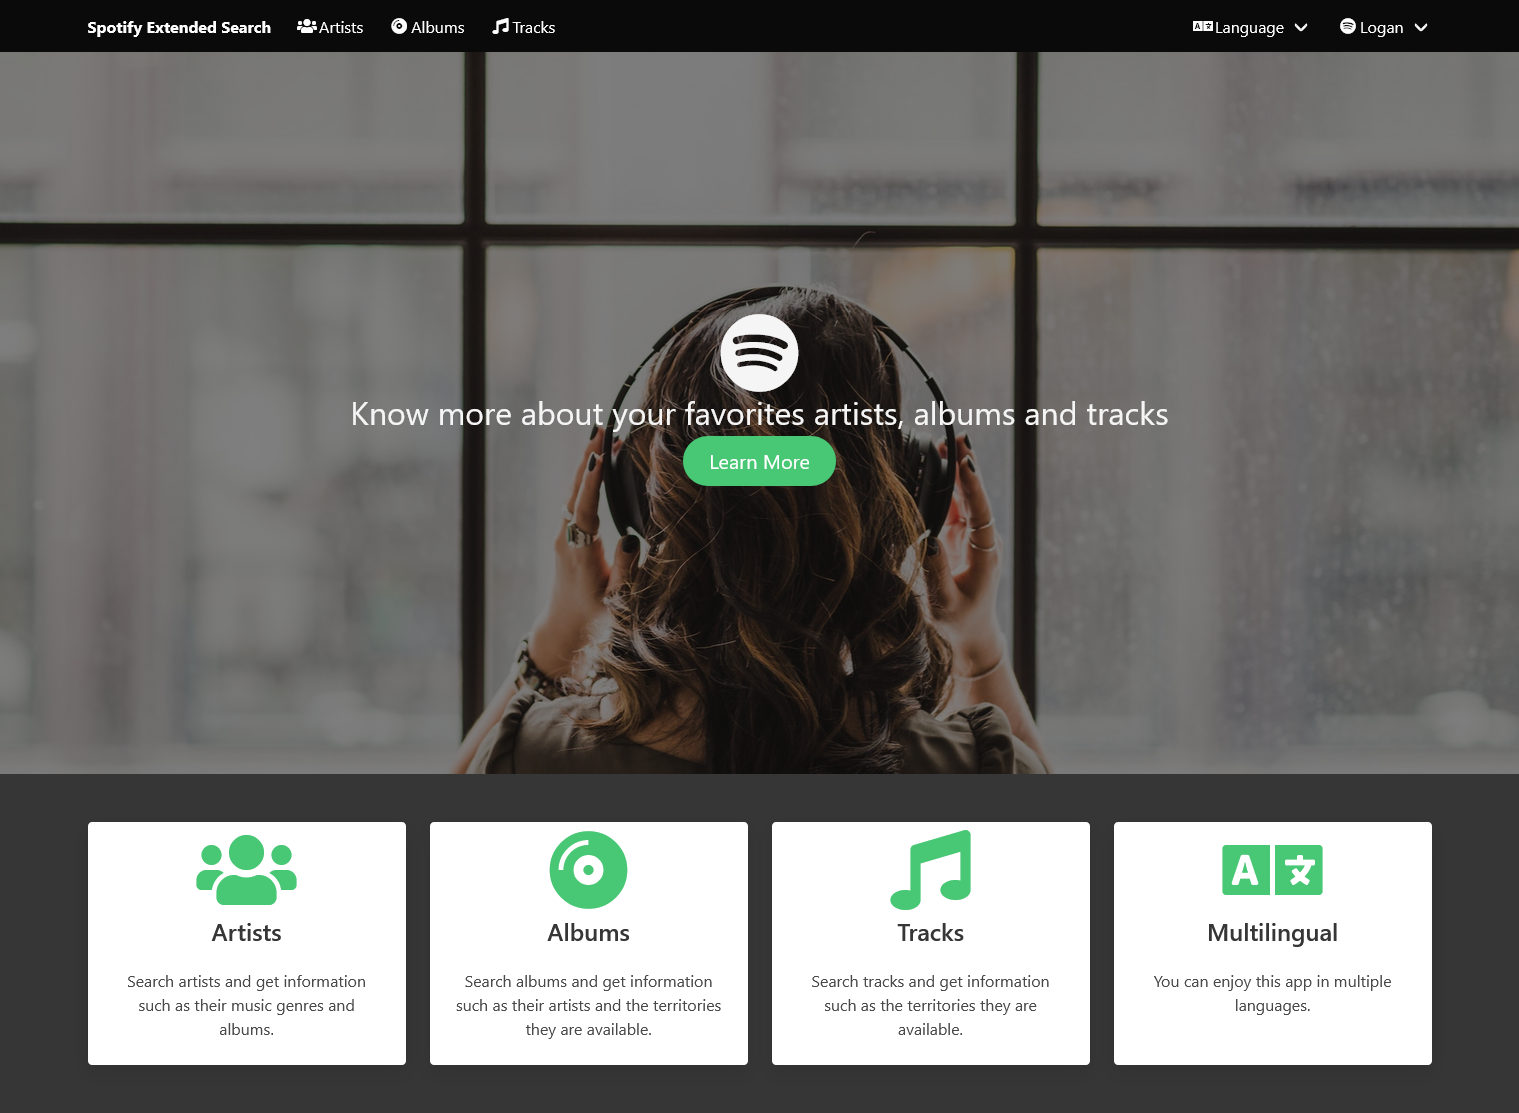 Spotify Extended Search Artists Albums Tracks Language Logan
Know more about your favorites artists, albums and tracks
Learn More
Artists
Search artists and get information
such as their music genres and
albums.
Albums
Search albums and get information
such as their artists and the territories
they are available.
Tracks
Search tracks and get information
such as the territories they are
available.
Multilingual
You can enjoy this app in multiple
languages.